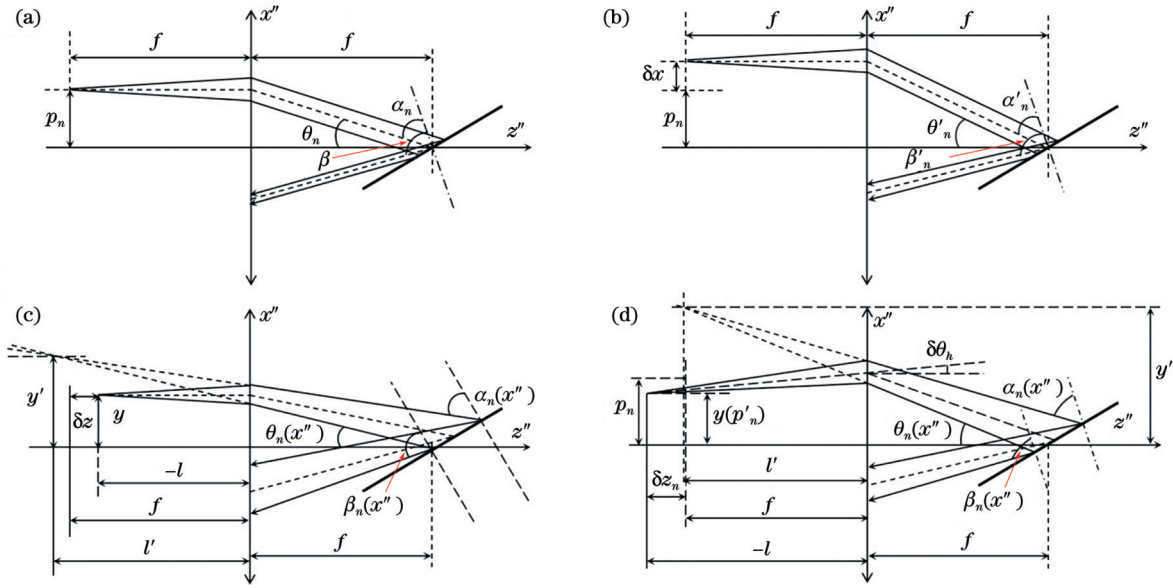 (a)
x″
f
f
p_n
θ_n
α_n
β
z″
(b)
x″
f
f
δx
p_n
θ′_n
α′_n
β′_n
z″
(c)
x″
y′
δz
y
θ_n(x″)
α_n(x″)
z″
−l
β_n(x″)
f
f
l′
(d)
x″
δθ_h
y′
p_n
y(p′_n)
θ_n(x″)
α_n(x″)
z″
δz_n
l′
β_n(x″)
f
f
−l